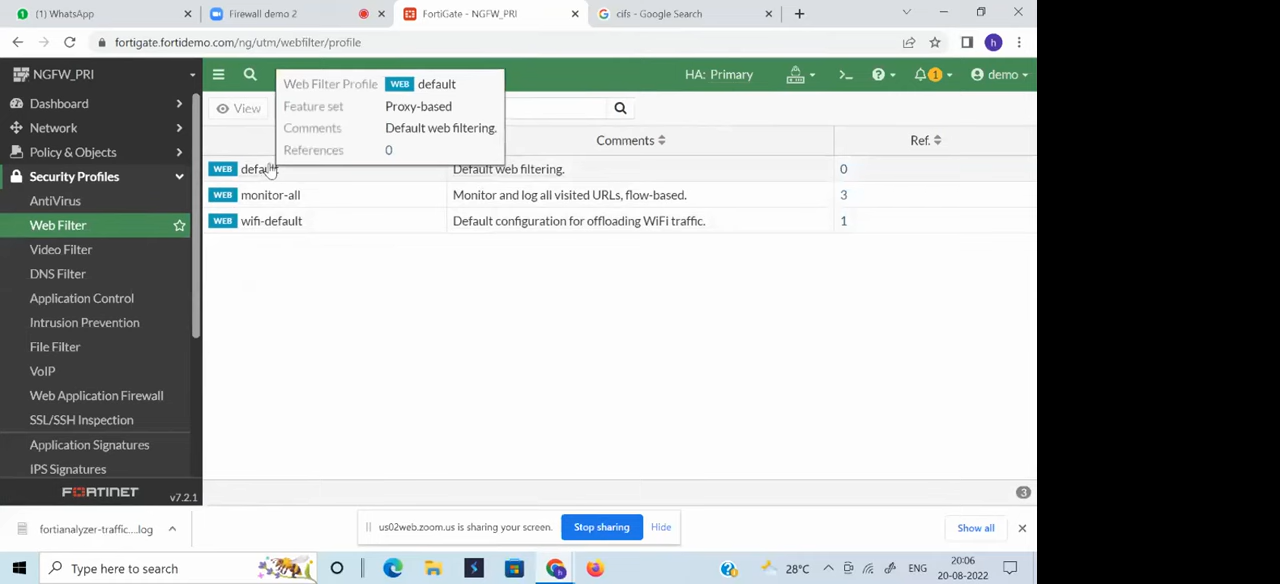 (1) WhatsApp
Firewall demo 2
FortiGate - NGFW_PRI
cifs - Google Search
fortigate.fortidemo.com/ng/utm/webfilter/profile
h
NGFW_PRI
HA: Primary
1
demo
Dashboard
Network
Policy & Objects
Security Profiles
AntiVirus
Web Filter
Video Filter
DNS Filter
Application Control
Intrusion Prevention
File Filter
VoIP
Web Application Firewall
SSL/SSH Inspection
Application Signatures
IPS Signatures
FORTINET v7.2.1
View
Web Filter Profile WEB default
Feature set Proxy-based
Comments Default web filtering.
References 0
Comments Ref.
WEB default Default web filtering. 0
WEB monitor-all Monitor and log all visited URLs, flow-based. 3
WEB wifi-default Default configuration for offloading WiFi traffic. 1
3
fortianalyzer-traffic....log
us02web.zoom.us is sharing your screen. Stop sharing Hide
Show all
Type here to search
28°C
ENG
20:06
20-08-2022